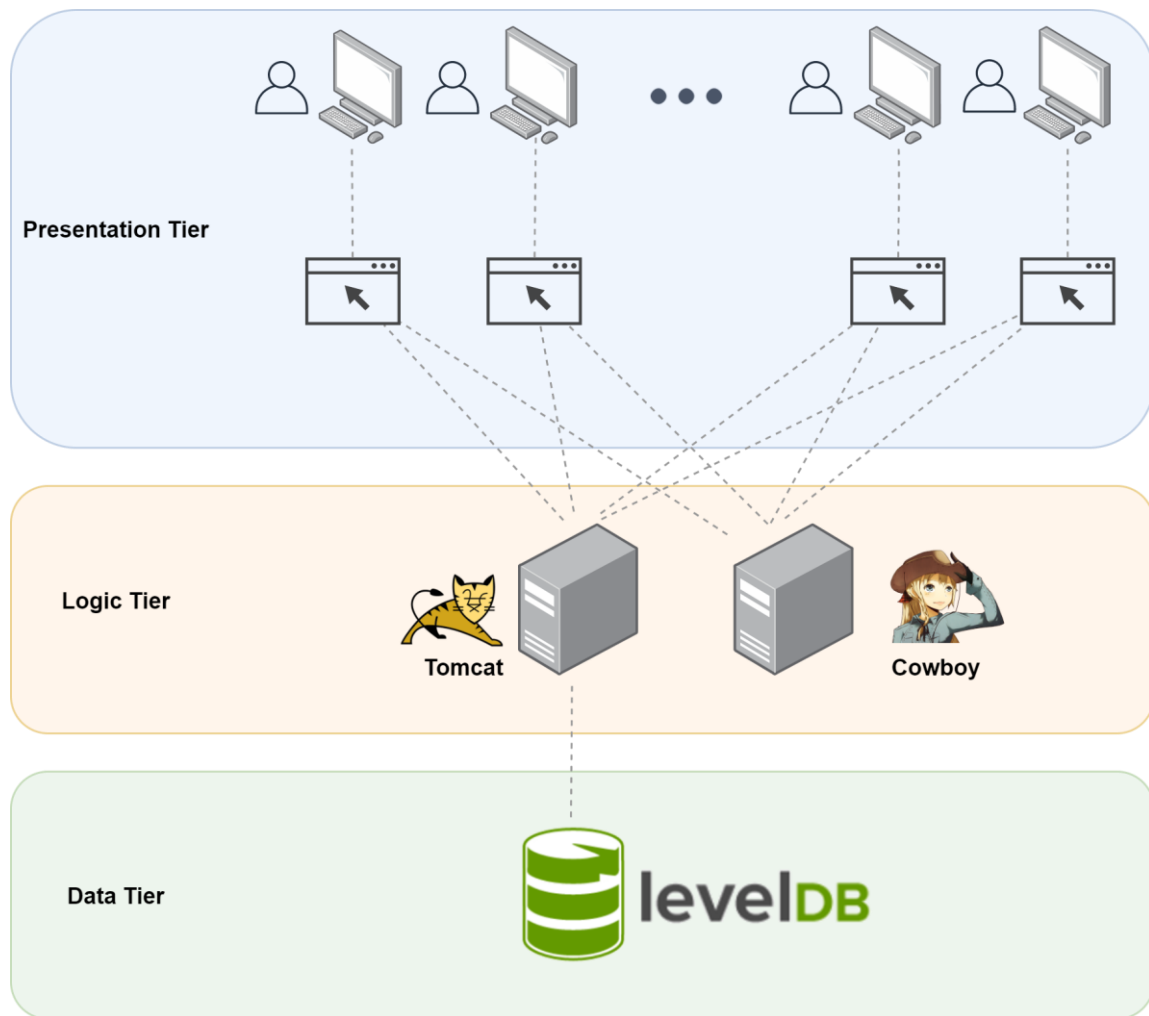 Presentation Tier
Logic Tier
Tomcat
Cowboy
Data Tier
levelDB